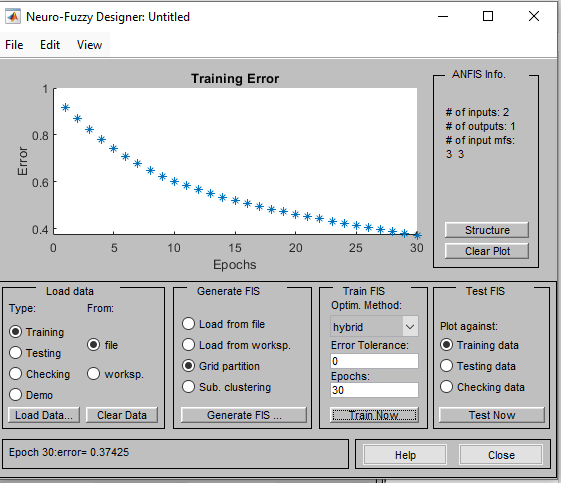 Neuro-Fuzzy Designer: Untitled
File Edit View
Training Error
1
0.8
0.6
0.4
Error
0 5 10 15 20 25 30
Epochs
ANFIS Info.
# of inputs: 2
# of outputs: 1
# of input mfs:
3 3
Structure
Clear Plot
Load data
Type: From:
Training
file
Testing
Checking
worksp.
Demo
Load Data... Clear Data
Generate FIS
Load from file
Load from worksp.
Grid partition
Sub. clustering
Generate FIS ...
Train FIS
Optim. Method:
hybrid
Error Tolerance:
0
Epochs:
30
Train Now
Test FIS
Plot against:
Training data
Testing data
Checking data
Test Now
Epoch 30:error= 0.37425
Help Close